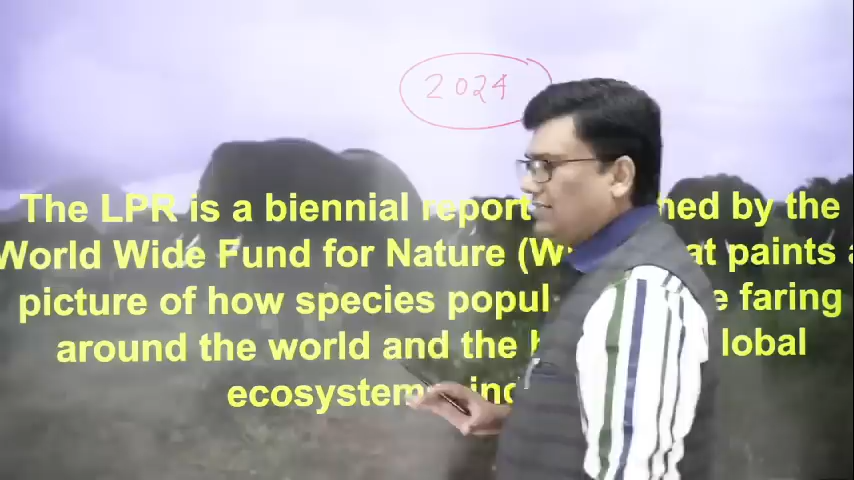 2024
The LPR is a biennial report hed by the
World Wide Fund for Nature (W at paints a
picture of how species popul e faring
around the world and the lobal
ecosystem inc